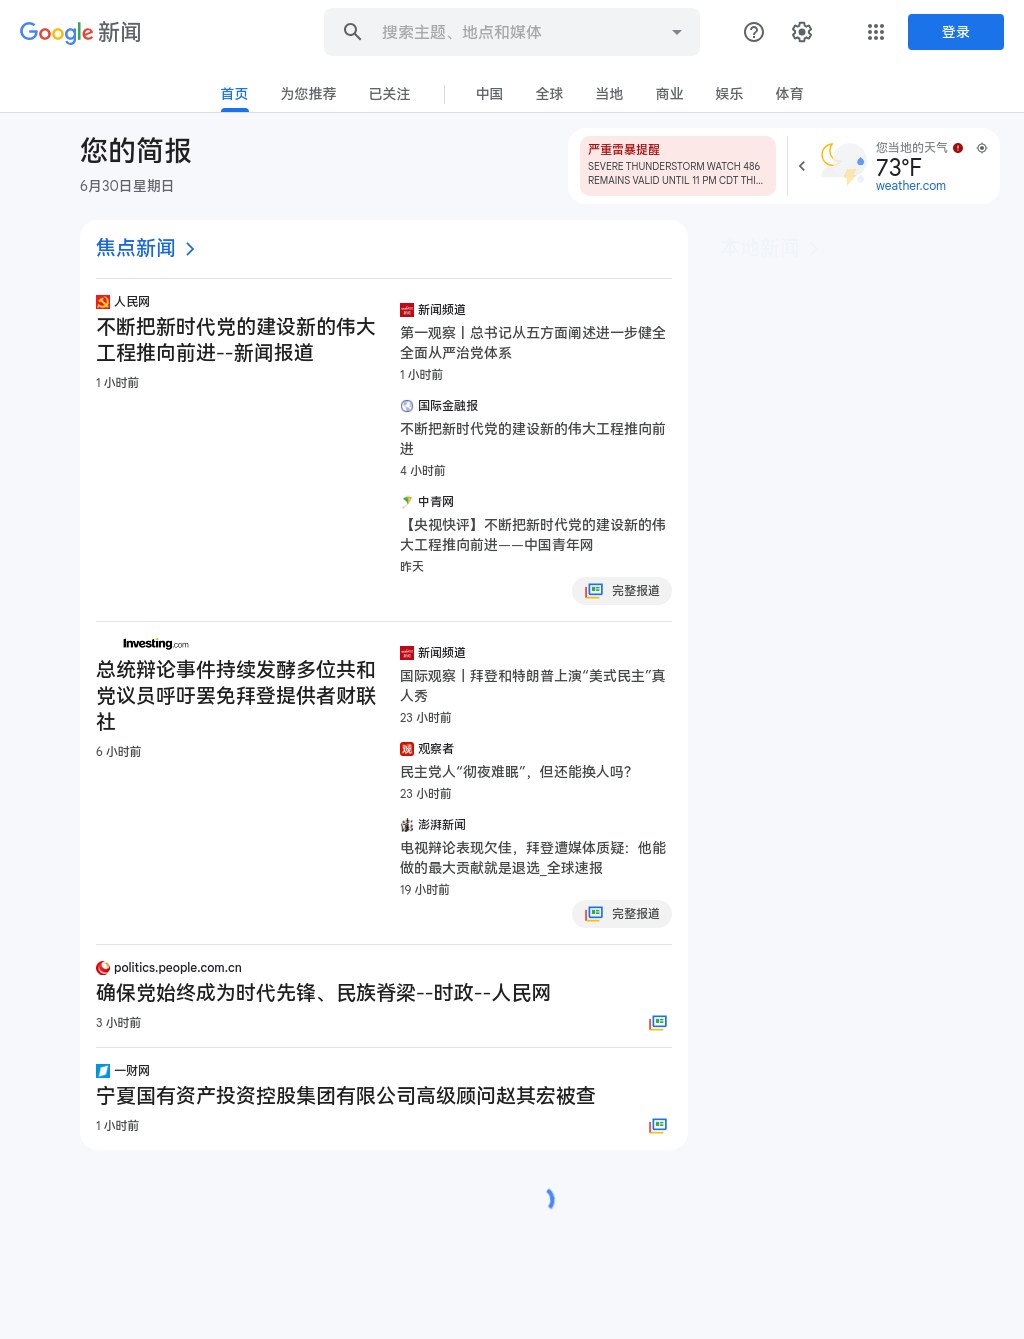 Google 新闻
搜索主题、地点和媒体
登录
首页
为您推荐
已关注
中国
全球
当地
商业
娱乐
体育
您的简报
6月30日星期日
严重雷暴提醒
SEVERE THUNDERSTORM WATCH 486
REMAINS VALID UNTIL 11 PM CDT THI...
您当地的天气
73°F
weather.com
焦点新闻
本地新闻
人民网
不断把新时代党的建设新的伟大
工程推向前进--新闻报道
1 小时前
新闻频道
第一观察丨总书记从五方面阐述进一步健全
全面从严治党体系
1 小时前
国际金融报
不断把新时代党的建设新的伟大工程推向前
进
4 小时前
中青网
【央视快评】不断把新时代党的建设新的伟
大工程推向前进——中国青年网
昨天
完整报道
Investing.com
总统辩论事件持续发酵多位共和
党议员呼吁罢免拜登提供者财联
社
6 小时前
新闻频道
国际观察丨拜登和特朗普上演“美式民主”真
人秀
23 小时前
观察者
民主党人“彻夜难眠”，但还能换人吗？
23 小时前
澎湃新闻
电视辩论表现欠佳，拜登遭媒体质疑：他能
做的最大贡献就是退选_全球速报
19 小时前
完整报道
politics.people.com.cn
确保党始终成为时代先锋、民族脊梁--时政--人民网
3 小时前
一财网
宁夏国有资产投资控股集团有限公司高级顾问赵其宏被查
1 小时前